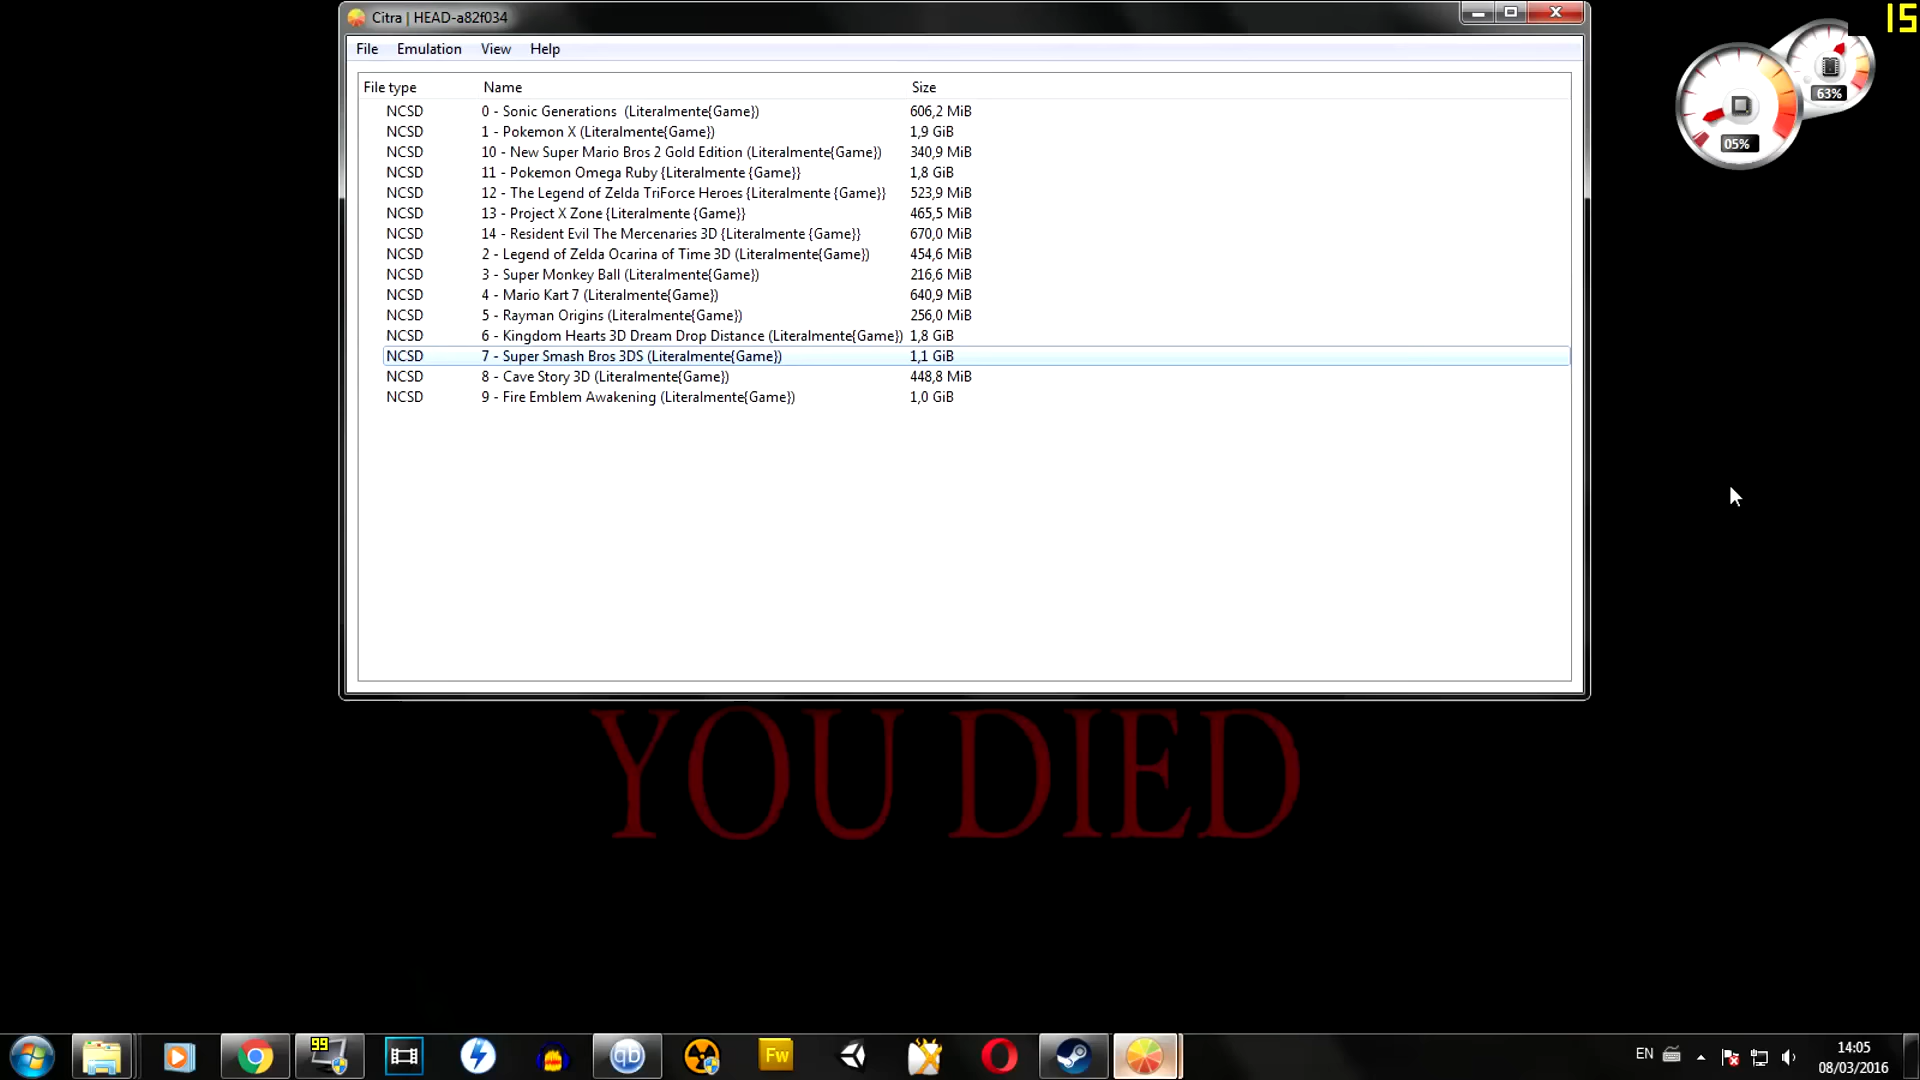 Citra | HEAD-a82f034
15
File Emulation View Help
File type Name Size
NCSD 0 - Sonic Generations  (Literalmente{Game}) 606,2 MiB
NCSD 1 - Pokemon X (Literalmente{Game}) 1,9 GiB
NCSD 10 - New Super Mario Bros 2 Gold Edition (Literalmente{Game}) 340,9 MiB
NCSD 11 - Pokemon Omega Ruby {Literalmente {Game}} 1,8 GiB
NCSD 12 - The Legend of Zelda TriForce Heroes {Literalmente {Game}} 523,9 MiB
NCSD 13 - Project X Zone {Literalmente {Game}} 465,5 MiB
NCSD 14 - Resident Evil The Mercenaries 3D {Literalmente {Game}} 670,0 MiB
NCSD 2 - Legend of Zelda Ocarina of Time 3D (Literalmente{Game}) 454,6 MiB
NCSD 3 - Super Monkey Ball (Literalmente{Game}) 216,6 MiB
NCSD 4 - Mario Kart 7 (Literalmente{Game}) 640,9 MiB
NCSD 5 - Rayman Origins (Literalmente{Game}) 256,0 MiB
NCSD 6 - Kingdom Hearts 3D Dream Drop Distance (Literalmente{Game}) 1,8 GiB
NCSD 7 - Super Smash Bros 3DS (Literalmente{Game}) 1,1 GiB
NCSD 8 - Cave Story 3D (Literalmente{Game}) 448,8 MiB
NCSD 9 - Fire Emblem Awakening (Literalmente{Game}) 1,0 GiB
63%
05%
YOU DIED
99
qb
Fw
EN
14:05
08/03/2016